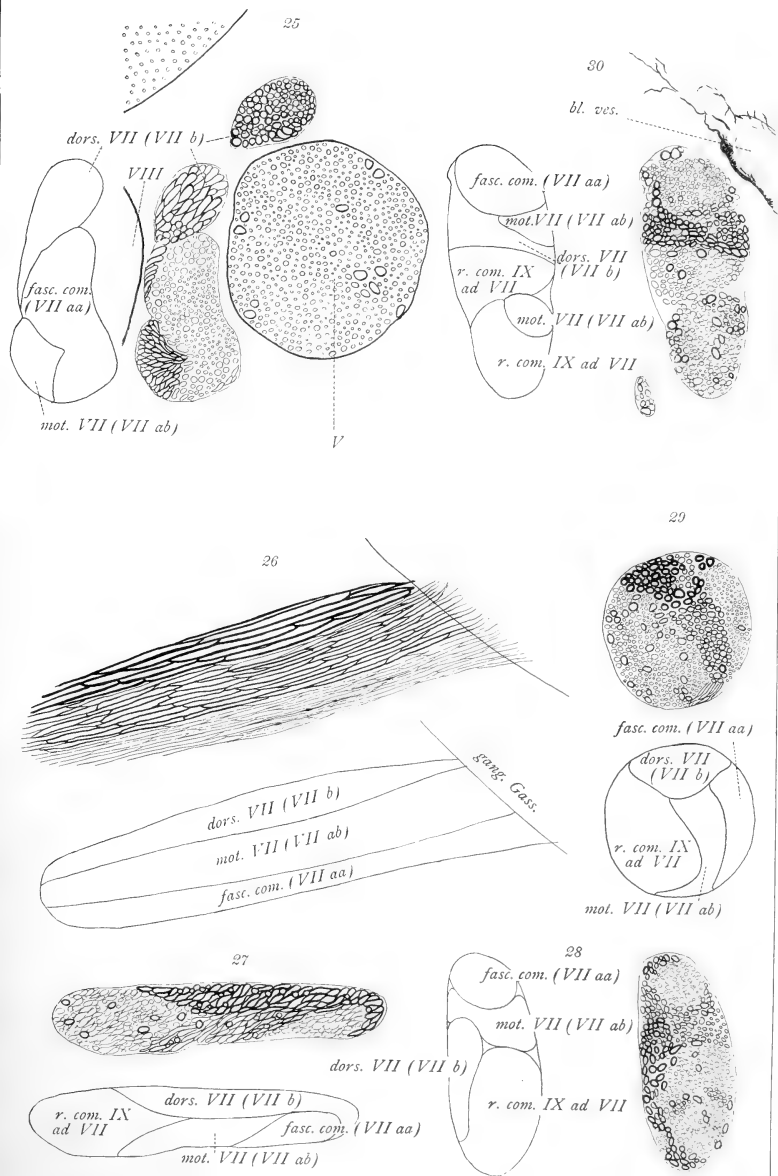 25
dors. VII (VII b)
VIII
fasc. com.
(VII aa)
mot. VII (VII ab)
V
30
bl. ves.
fasc. com. (VII aa)
mot. VII (VII ab)
dors. VII
(VII b)
r. com. IX
ad VII
mot. VII (VII ab)
r. com. IX ad VII
26
gang. Gass.
dors. VII (VII b)
mot. VII (VII ab)
fasc. com. (VII aa)
29
fasc. com. (VII aa)
dors. VII
(VII b)
r. com. IX
ad VII
mot. VII (VII ab)
27
dors. VII (VII b)
r. com. IX
ad VII
fasc. com. (VII aa)
mot. VII (VII ab)
28
fasc. com. (VII aa)
mot. VII (VII ab)
dors. VII (VII b)
r. com. IX ad VII